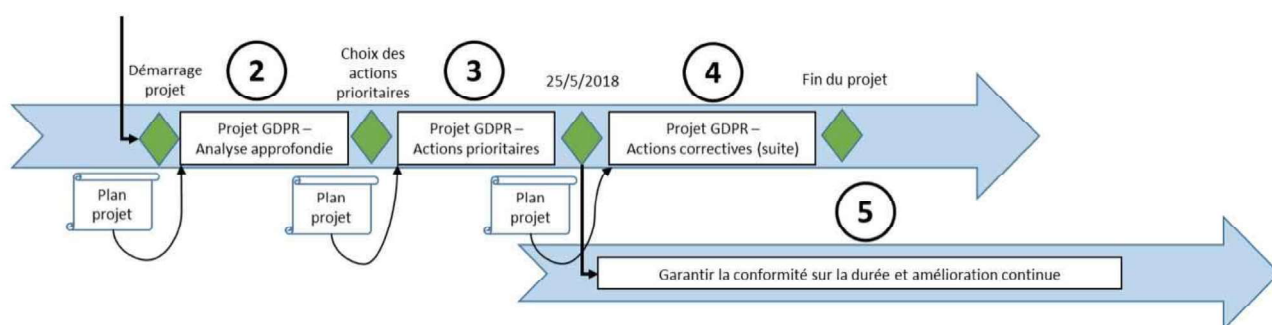 Démarrage
projet
2
Choix des
actions
prioritaires
3
25/5/2018
4
Fin du projet
Projet GDPR –
Analyse approfondie
Projet GDPR –
Actions prioritaires
Projet GDPR –
Actions correctives (suite)
Plan
projet
Plan
projet
Plan
projet
5
Garantir la conformité sur la durée et amélioration continue